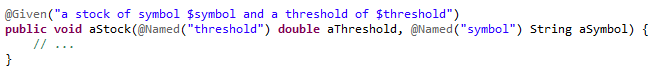 @Given("a stock of symbol $symbol and a threshold of $threshold")
public void aStock(@Named("threshold") double aThreshold, @Named("symbol") String aSymbol) {
    // ...
}